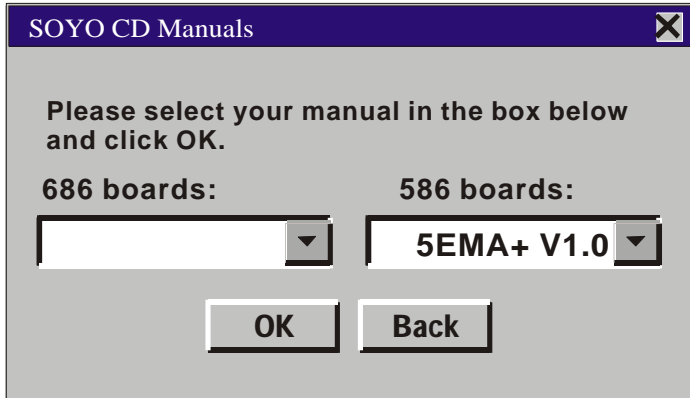 SOYO CD Manuals
Please select your manual in the box below
and click OK.
686 boards:
586 boards:
5EMA+ V1.0
OK
Back